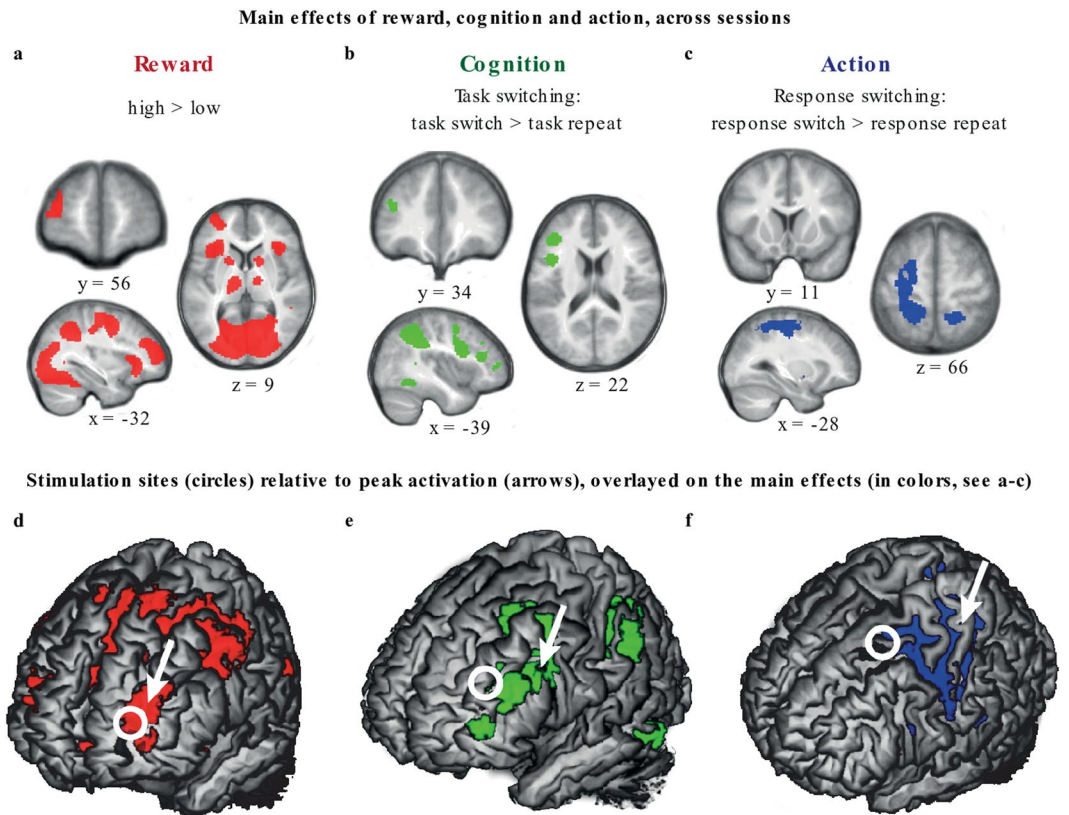 Main effects of reward, cognition and action, across sessions
a
Reward
high > low
y = 56
z = 9
x = -32
b
Cognition
Task switching:
task switch > task repeat
y = 34
z = 22
x = -39
c
Action
Response switching:
response switch > response repeat
y = 11
z = 66
x = -28
Stimulation sites (circles) relative to peak activation (arrows), overlayed on the main effects (in colors, see a-c)
d
e
f